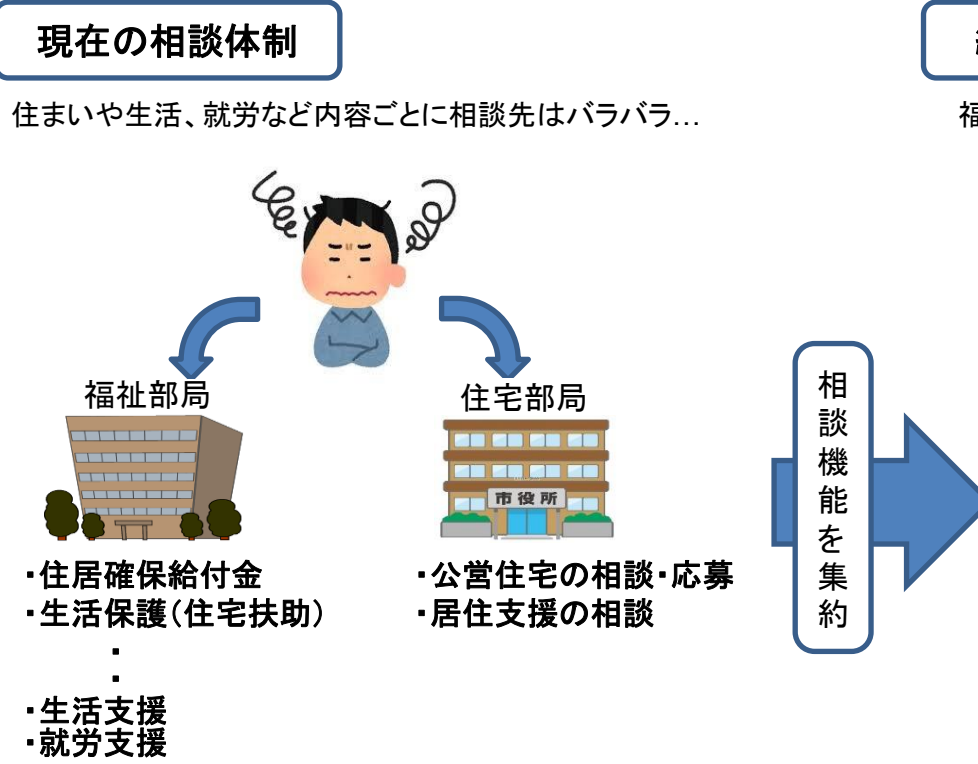 現在の相談体制
住まいや生活、就労など内容ごとに相談先はバラバラ…
福祉部局
・住居確保給付金
・生活保護（住宅扶助）
・
・
・生活支援
・就労支援
住宅部局
市役所
・公営住宅の相談・応募
・居住支援の相談
相談機能を集約
福